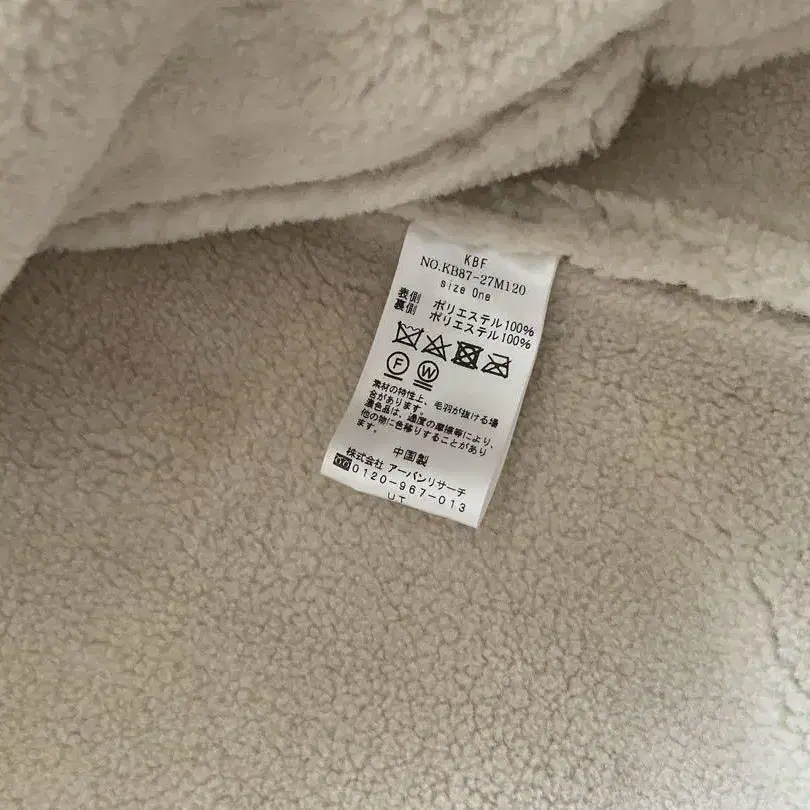 KBF
NO.KB87-27M120
size One
表側 ポリエステル100%
裏側 ポリエステル100%
F W
素材の特性上、毛羽が抜ける場
合があります。
濃色品は、過度の摩擦等により、
他の物に色移りすることがあり
ます。
中国製
株式会社 アーバンリサーチ
0120-967-013
UT